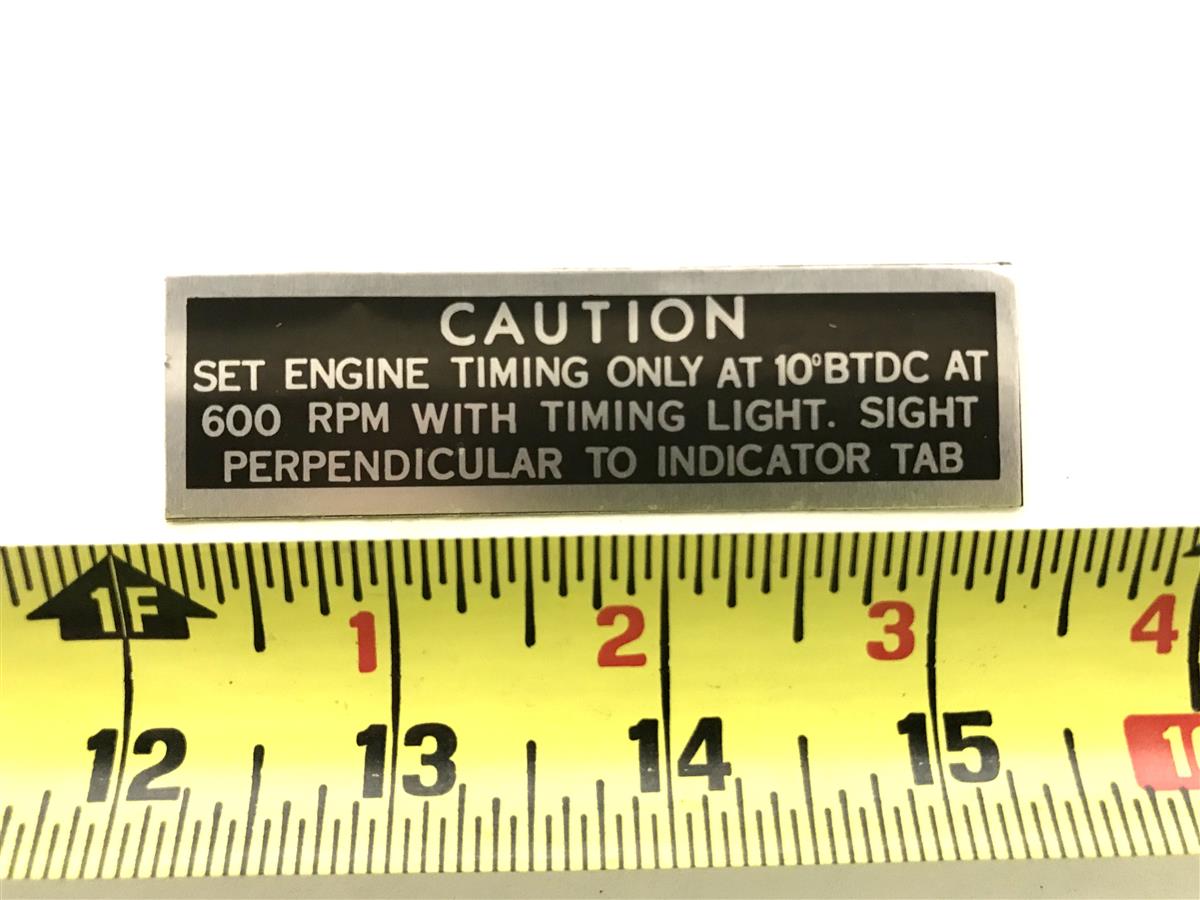 CAUTION
SET ENGINE TIMING ONLY AT 10°BTDC AT
600 RPM WITH TIMING LIGHT. SIGHT
PERPENDICULAR TO INDICATOR TAB
1F 1 2 3 4
12 13 14 15